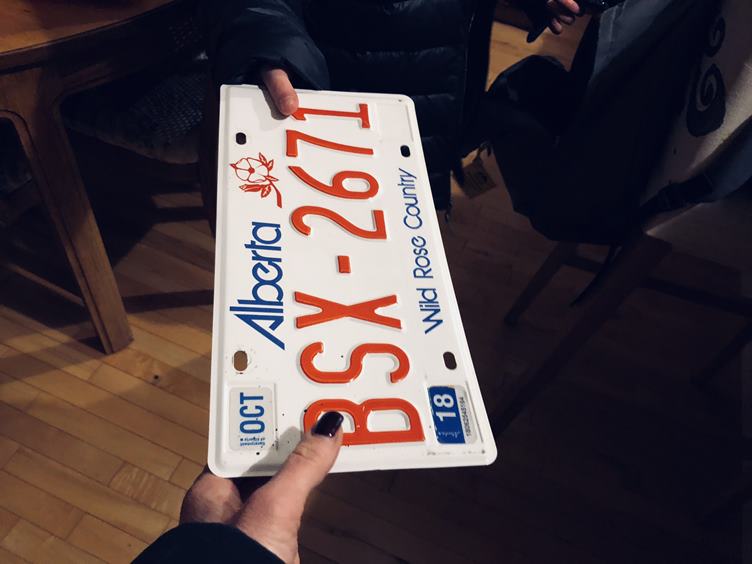 Alberta
BSX-2671
Wild Rose Country
OCT
18